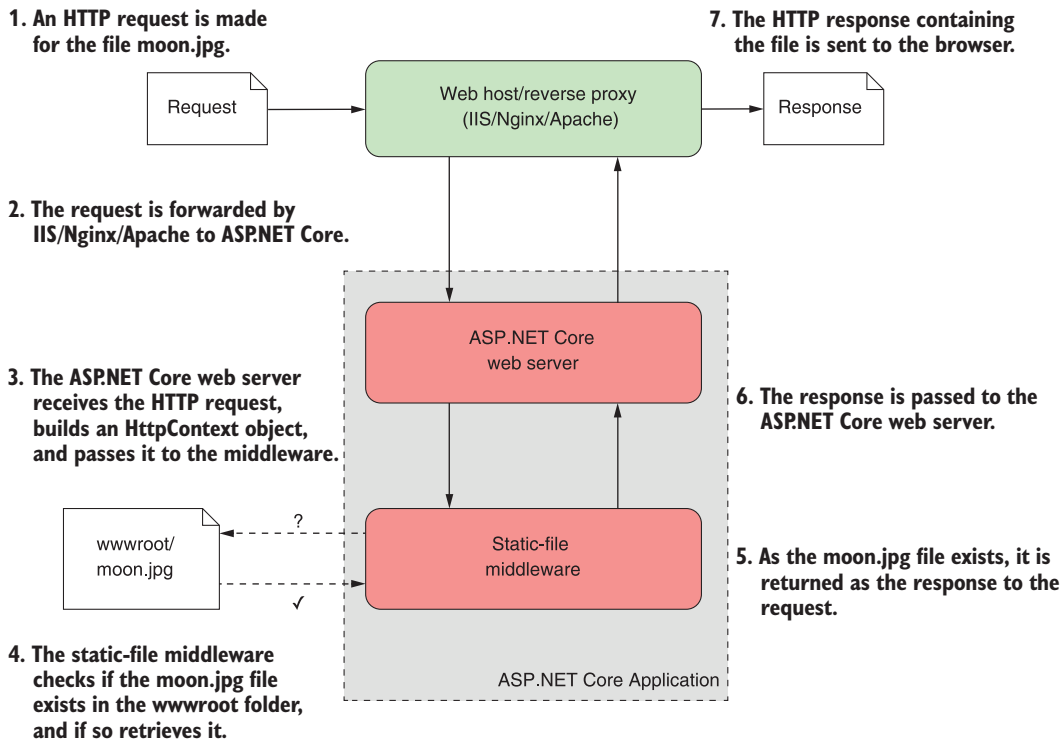 1. An HTTP request is made
for the file moon.jpg.
7. The HTTP response containing
the file is sent to the browser.
Request
Web host/reverse proxy
(IIS/Nginx/Apache)
Response
2. The request is forwarded by
IIS/Nginx/Apache to ASP.NET Core.
ASP.NET Core
web server
3. The ASP.NET Core web server
receives the HTTP request,
builds an HttpContext object,
and passes it to the middleware.
6. The response is passed to the
ASP.NET Core web server.
?
wwwroot/
moon.jpg
✓
Static-file
middleware
5. As the moon.jpg file exists, it is
returned as the response to the
request.
4. The static-file middleware
checks if the moon.jpg file
exists in the wwwroot folder,
and if so retrieves it.
ASP.NET Core Application